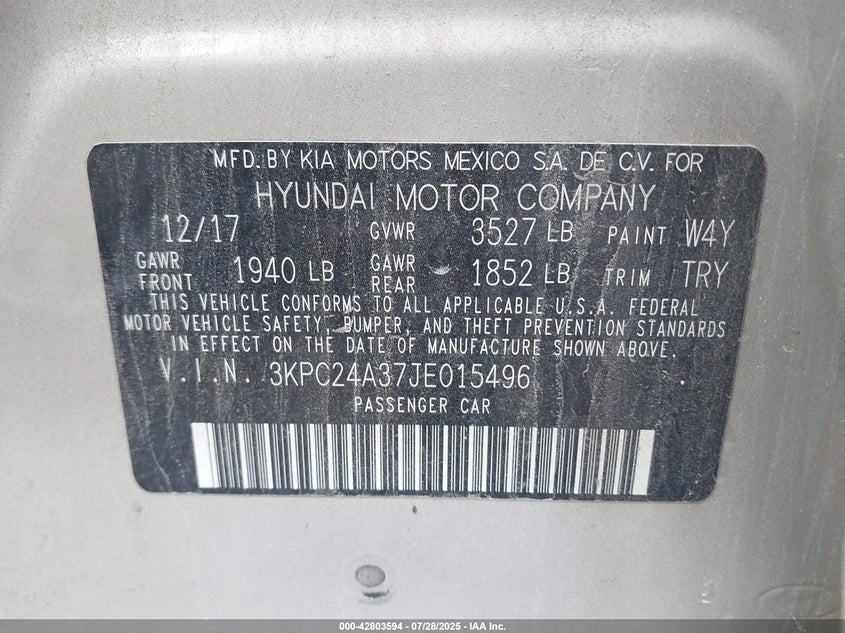 MFD. BY KIA MOTORS MEXICO S.A. DE C.V. FOR
HYUNDAI MOTOR COMPANY
12/17 GVWR 3527 LB PAINT W4Y
GAWR FRONT 1940 LB GAWR REAR 1852 LB TRIM TRY
THIS VEHICLE CONFORMS TO ALL APPLICABLE U.S.A. FEDERAL
MOTOR VEHICLE SAFETY, BUMPER, AND THEFT PREVENTION STANDARDS
IN EFFECT ON THE DATE OF MANUFACTURE SHOWN ABOVE.
V.I.N. 3KPC24A37JE015496 .
PASSENGER CAR
000-42803594 - 07/28/2025 - IAA Inc.